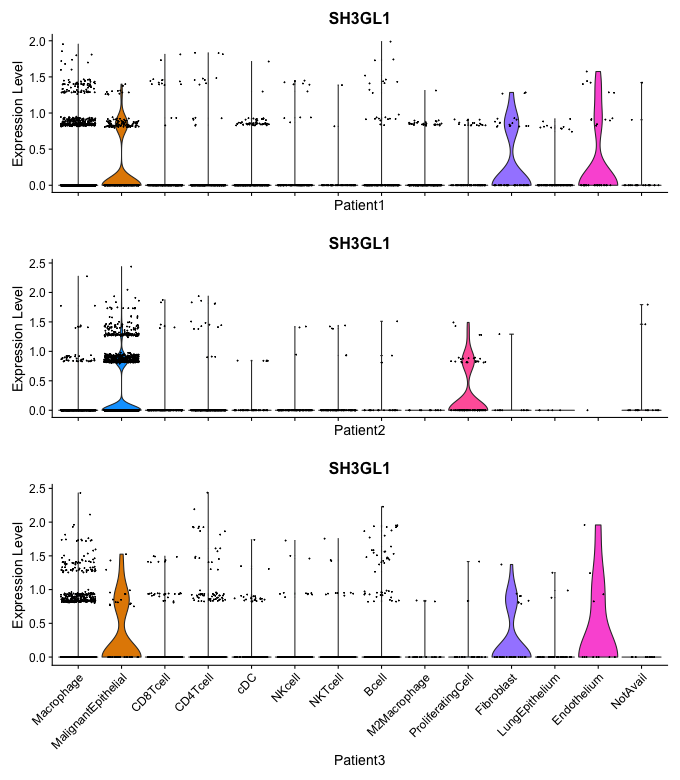 SH3GL1
Expression Level
2.0
1.5
1.0
0.5
0.0
Patient1
SH3GL1
Expression Level
2.5
2.0
1.5
1.0
0.5
0.0
Patient2
SH3GL1
Expression Level
2.5
2.0
1.5
1.0
0.5
0.0
Macrophage
MalignantEpithelial
CD8Tcell
CD4Tcell
cDC
NKcell
NKTcell
Bcell
M2Macrophage
ProliferatingCell
Fibroblast
LungEpithelium
Endothelium
NotAvail
Patient3